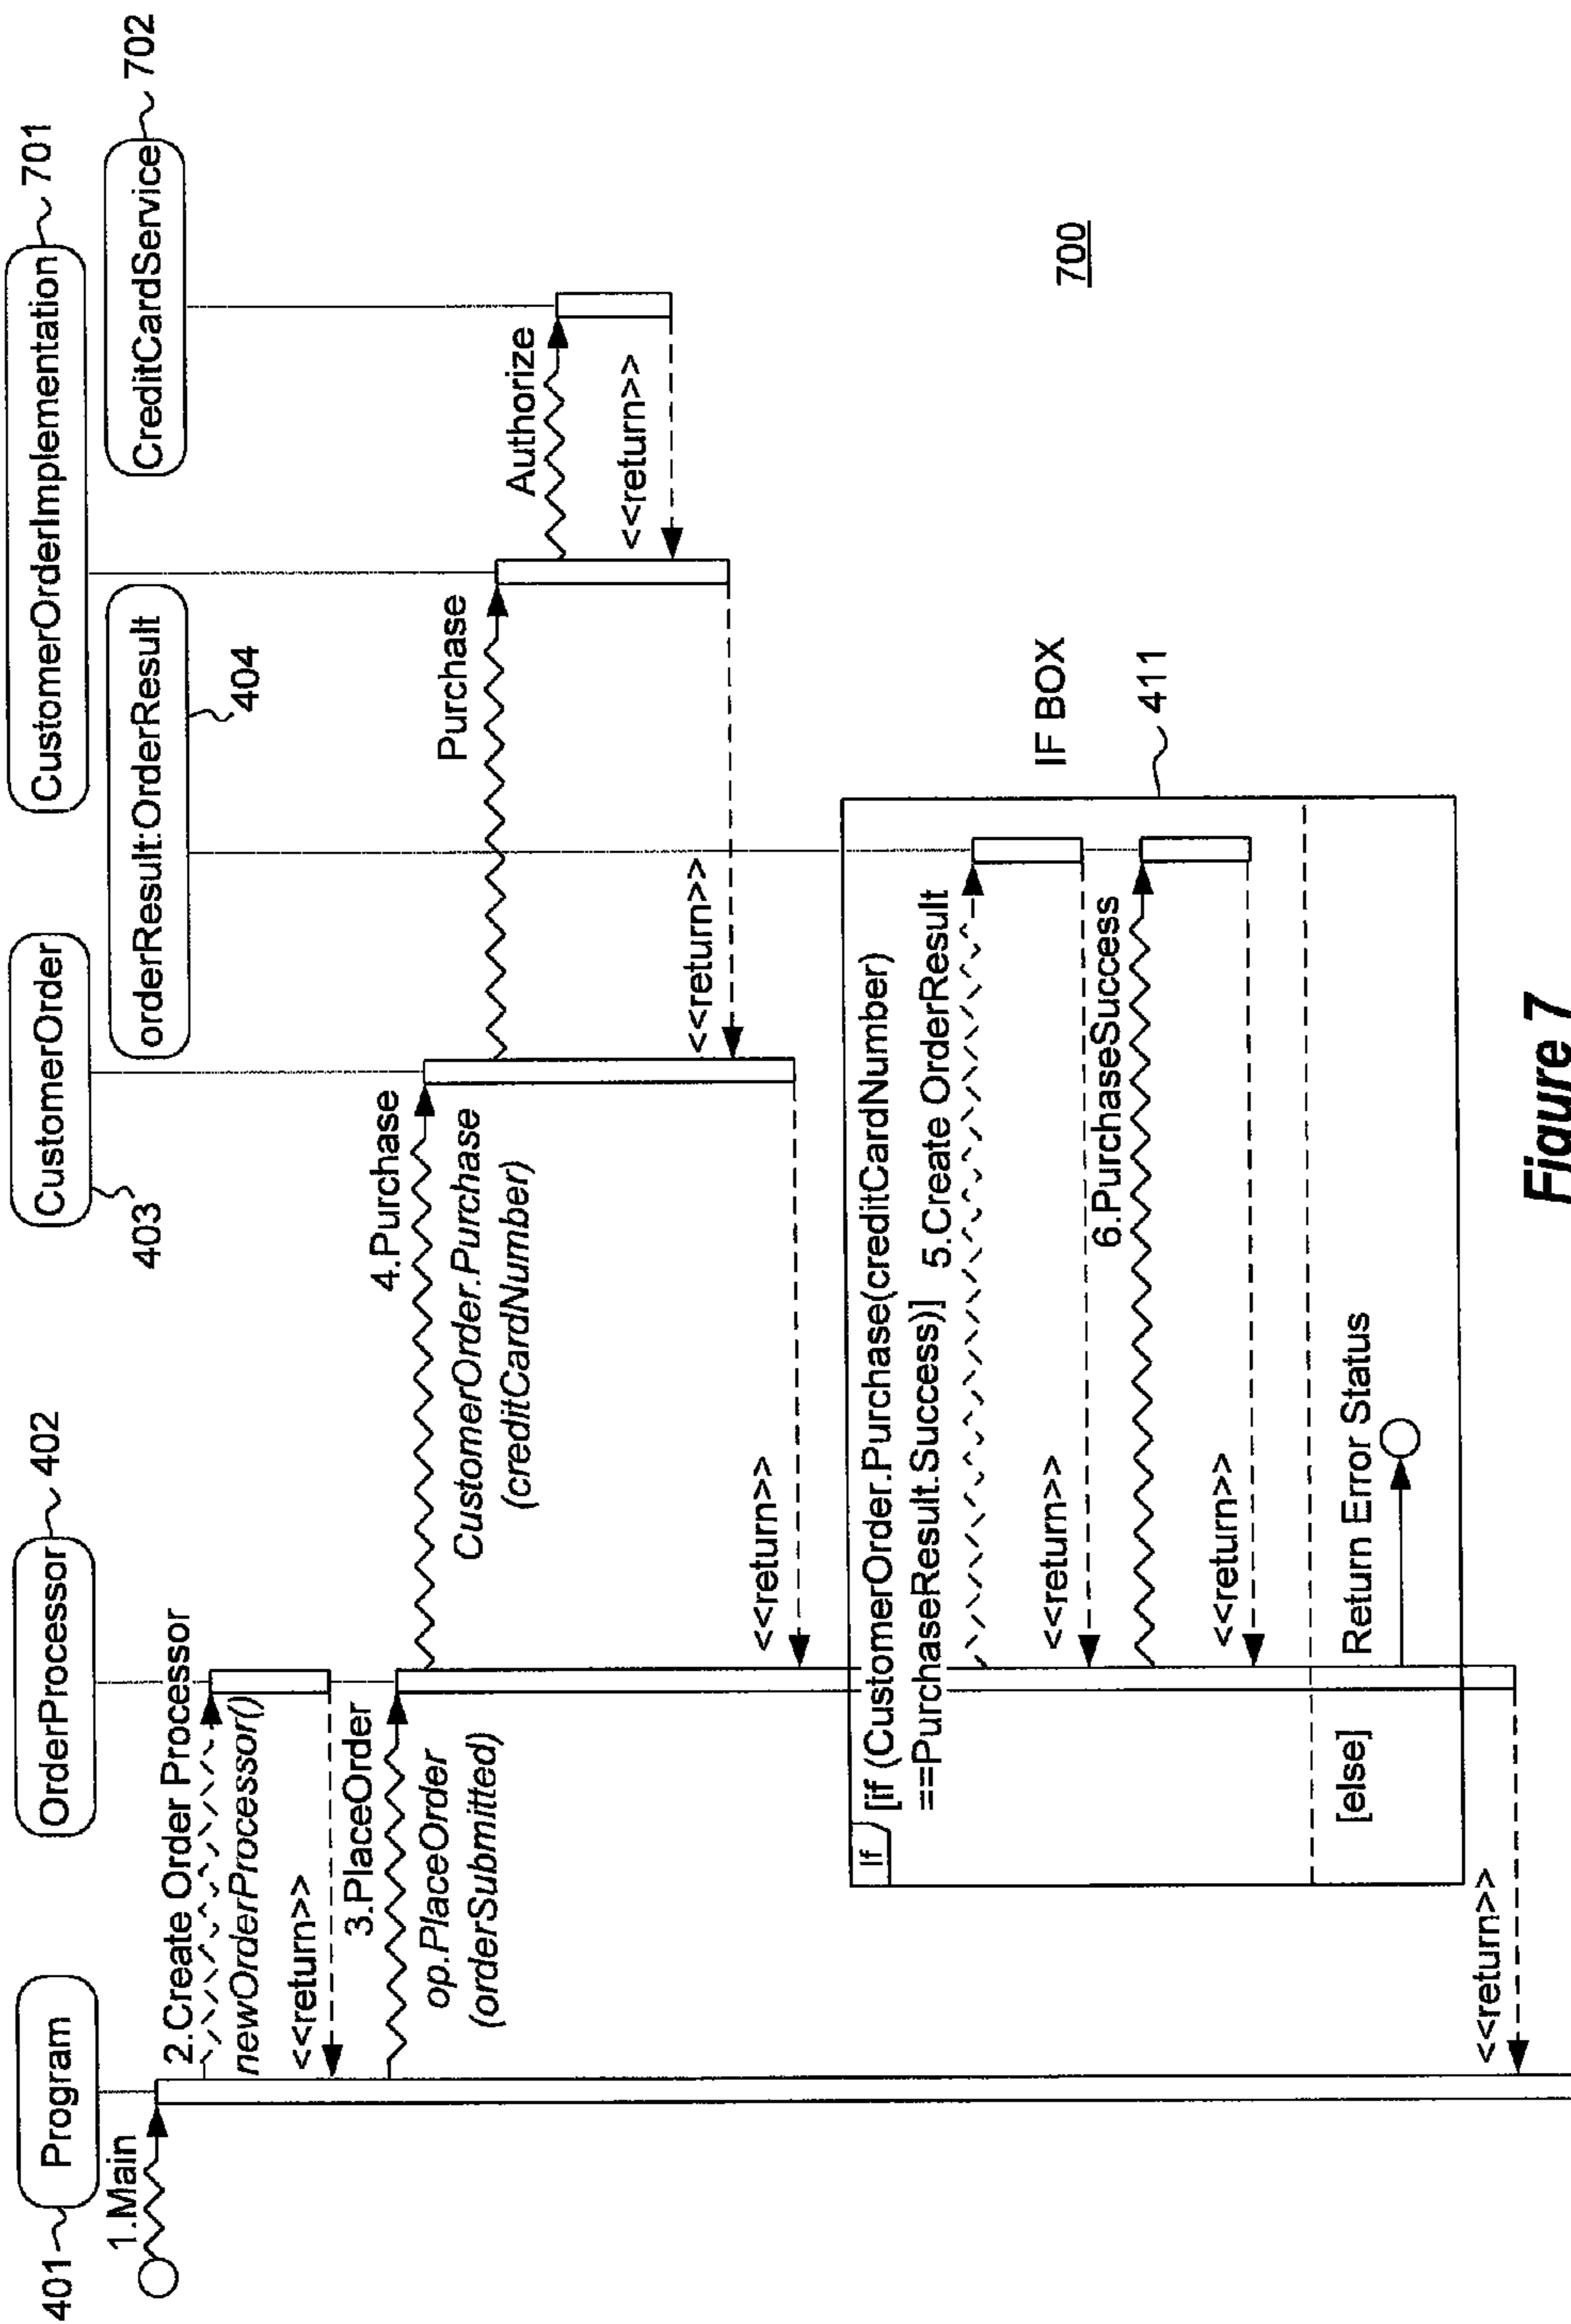 401
Program
OrderProcessor
402
CustomerOrder
403
CustomerOrderImplementation
701
orderResult:OrderResult
404
CreditCardService
702
1.Main
2.Create Order Processor
newOrderProcessor()
<<return>>
3.PlaceOrder
op.PlaceOrder
(orderSubmitted)
4.Purchase
CustomerOrder.Purchase
(creditCardNumber)
Purchase
Authorize
<<return>>
<<return>>
<<return>>
700
IF BOX
411
If
[if (CustomerOrder.Purchase(creditCardNumber)
==PurchaseResult.Success)]
5.Create OrderResult
<<return>>
6.PurchaseSuccess
<<return>>
[else]
Return Error Status
<<return>>
Figure 7